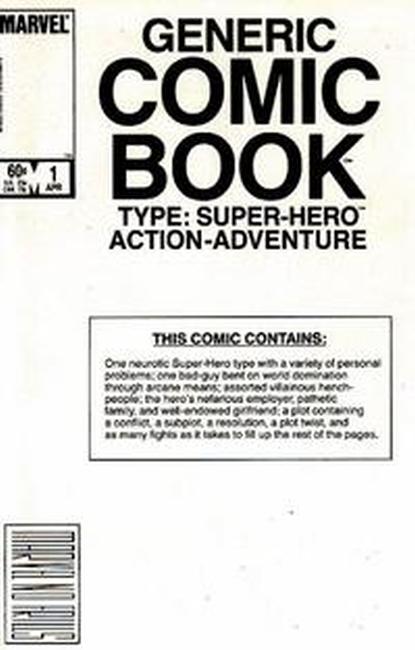 MARVEL
60¢ 1
APR
GENERIC
COMIC
BOOK™
TYPE: SUPER-HERO™
ACTION-ADVENTURE
THIS COMIC CONTAINS:
One neurotic Super-Hero type with a variety of personal
problems; one bad-guy bent on world domination
through arcane means; assorted villainous hench-
people; the hero's nefarious employer, pathetic
family, and well-endowed girlfriend; a plot containing
a conflict, a subplot, a resolution, a plot twist, and
as many fights as it takes to fill up the rest of the pages.